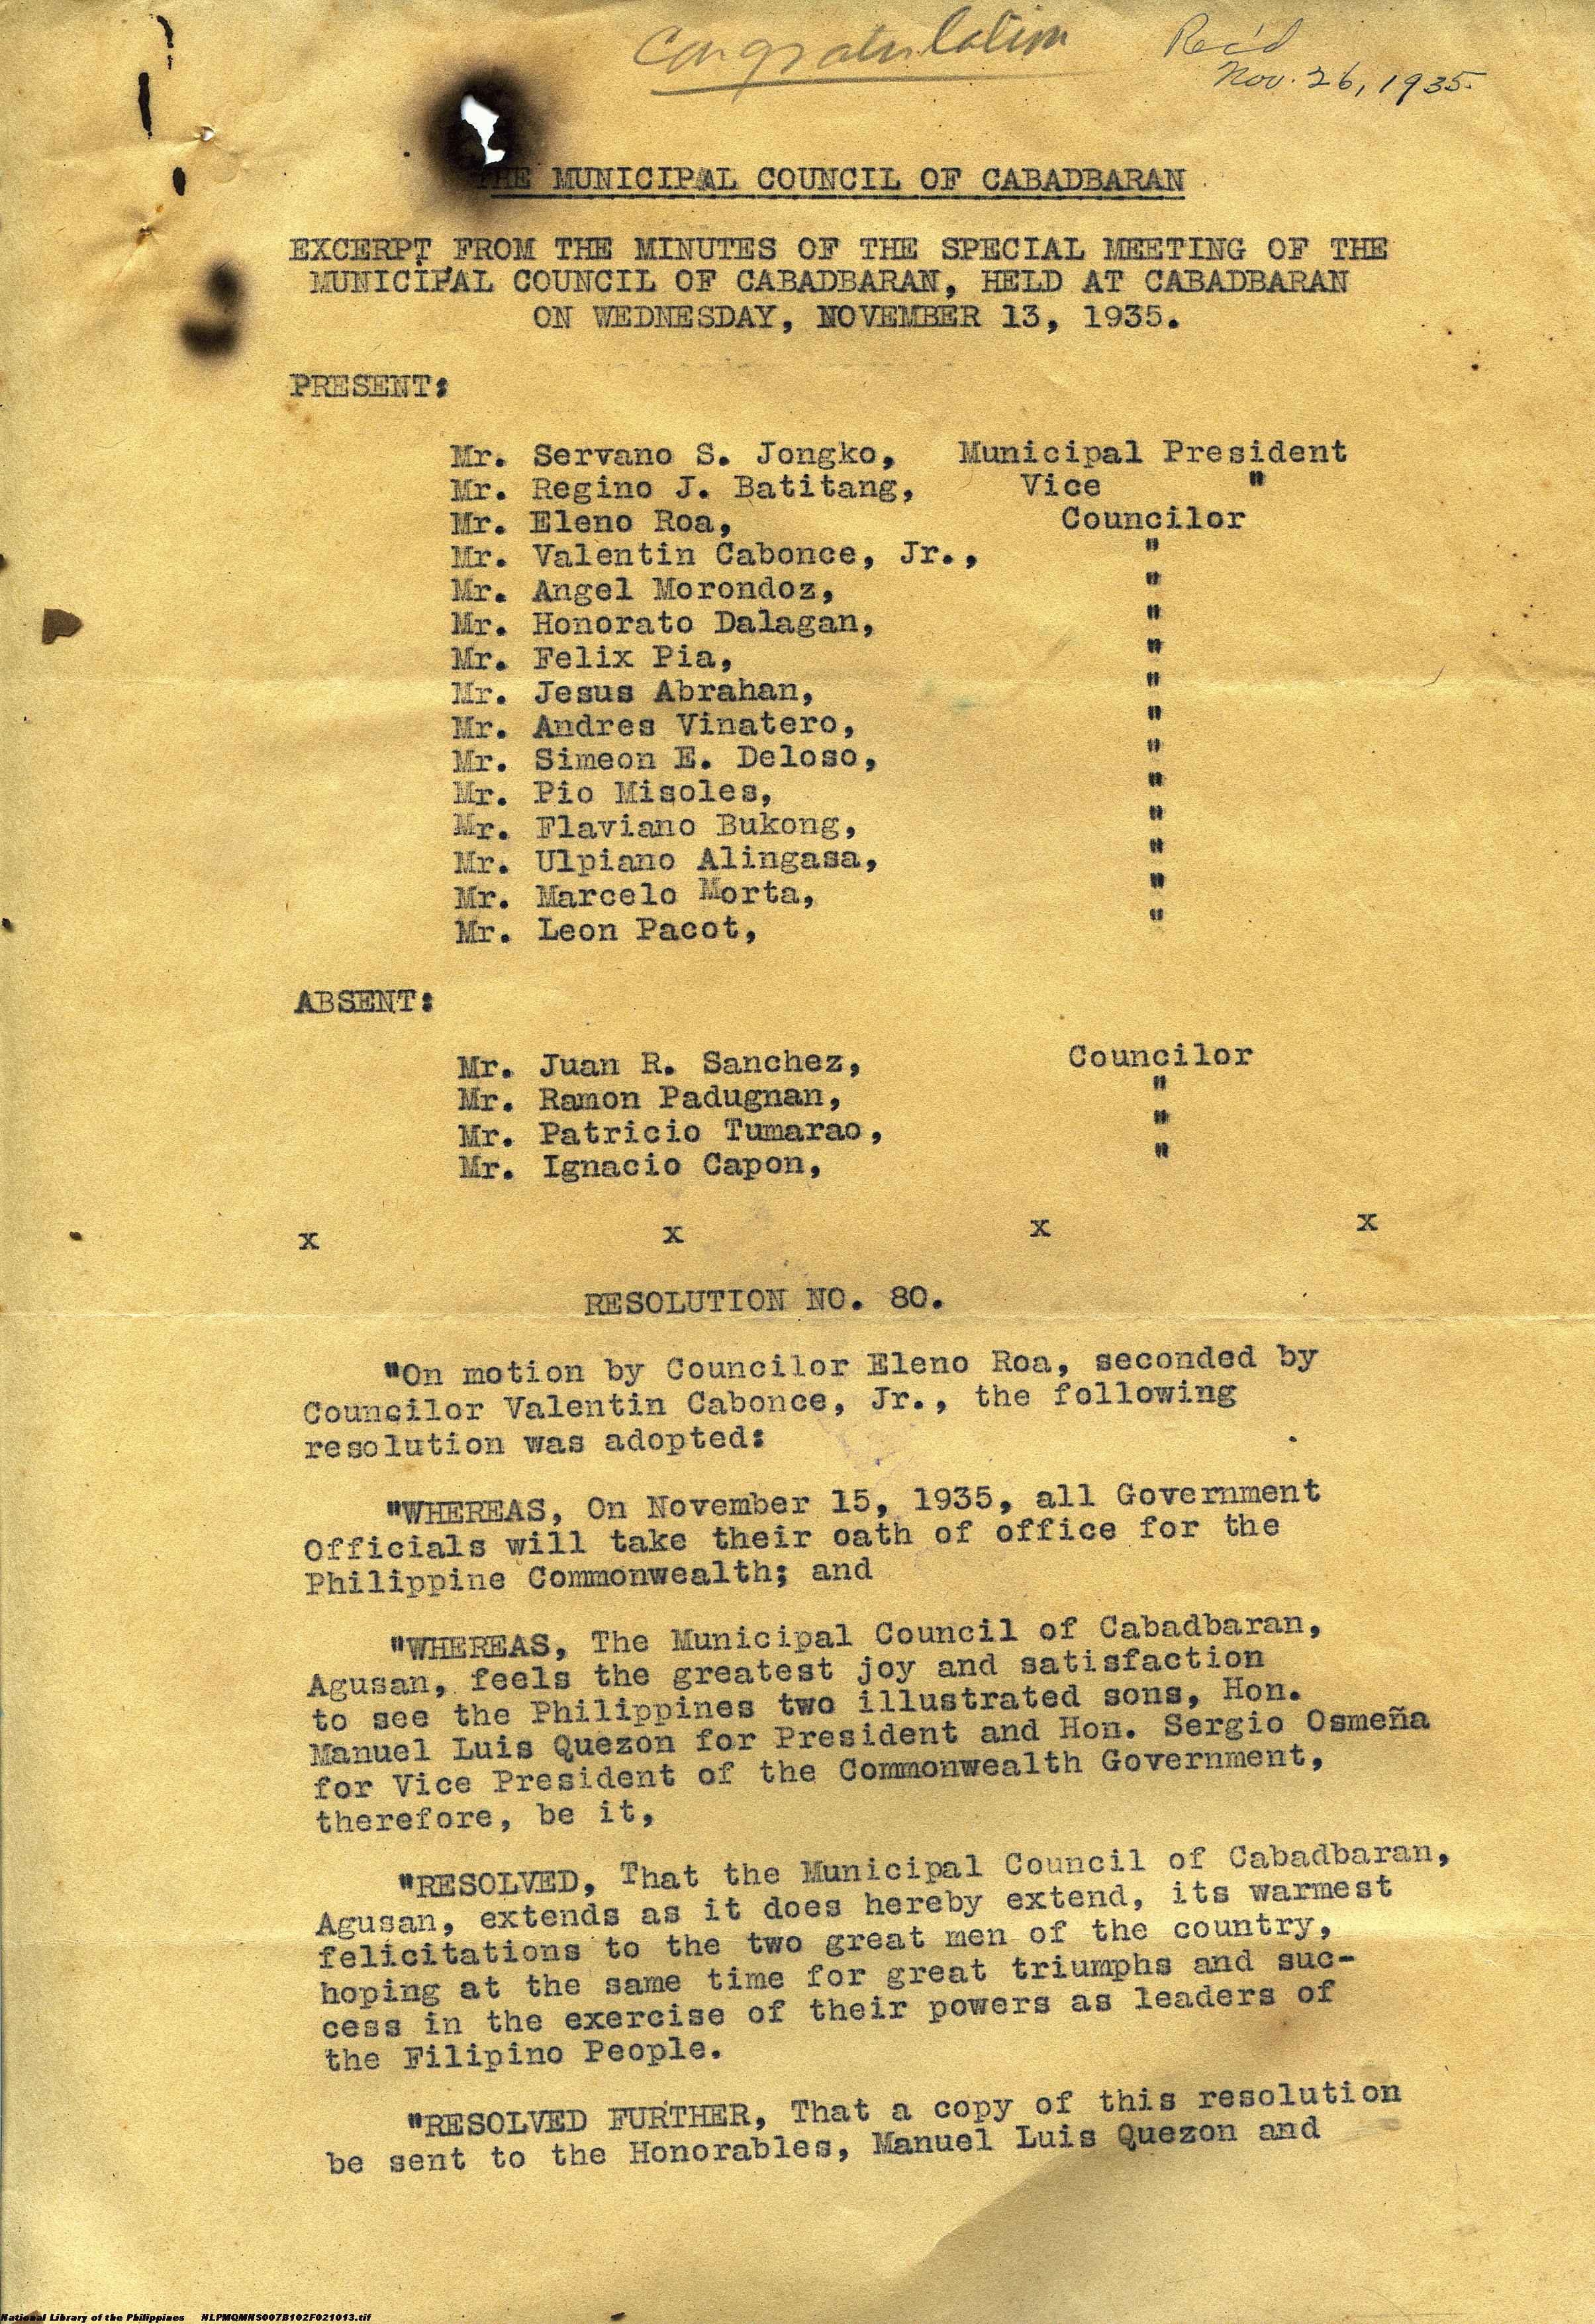 Congratulation
Rec'd
Nov. 26, 1935.
THE MUNICIPAL COUNCIL OF CABADBARAN
EXCERPT FROM THE MINUTES OF THE SPECIAL MEETING OF THE
MUNICIPAL COUNCIL OF CABADBARAN, HELD AT CABADBARAN
ON WEDNESDAY, NOVEMBER 13, 1935.
PRESENT:
Mr. Servano S. Jongko, Municipal President
Mr. Regino J. Batitang, Vice "
Mr. Eleno Roa, Councilor
Mr. Valentin Cabonce, Jr., "
Mr. Angel Morondoz, "
Mr. Honorato Dalagan, "
Mr. Felix Pia, "
Mr. Jesus Abrahan, "
Mr. Andres Vinatero, "
Mr. Simeon E. Deloso, "
Mr. Pio Misoles, "
Mr. Flaviano Bukong, "
Mr. Ulpiano Alingasa, "
Mr. Marcelo Morta, "
Mr. Leon Pacot, "
ABSENT:
Mr. Juan R. Sanchez, Councilor
Mr. Ramon Padugnan, "
Mr. Patricio Tumarao, "
Mr. Ignacio Capon, "
x x x x
RESOLUTION NO. 80.
"On motion by Councilor Eleno Roa, seconded by
Councilor Valentin Cabonce, Jr., the following
resolution was adopted:
"WHEREAS, On November 15, 1935, all Government
Officials will take their oath of office for the
Philippine Commonwealth; and
"WHEREAS, The Municipal Council of Cabadbaran,
Agusan, feels the greatest joy and satisfaction
to see the Philippines two illustrated sons, Hon.
Manuel Luis Quezon for President and Hon. Sergio Osmeña
for Vice President of the Commonwealth Government,
therefore, be it,
"RESOLVED, That the Municipal Council of Cabadbaran,
Agusan, extends as it does hereby extend, its warmest
felicitations to the two great men of the country,
hoping at the same time for great triumphs and suc-
cess in the exercise of their powers as leaders of
the Filipino People.
"RESOLVED FURTHER, That a copy of this resolution
be sent to the Honorables, Manuel Luis Quezon and
National Library of the Philippines NLPMQMNS007B102F021013.tif